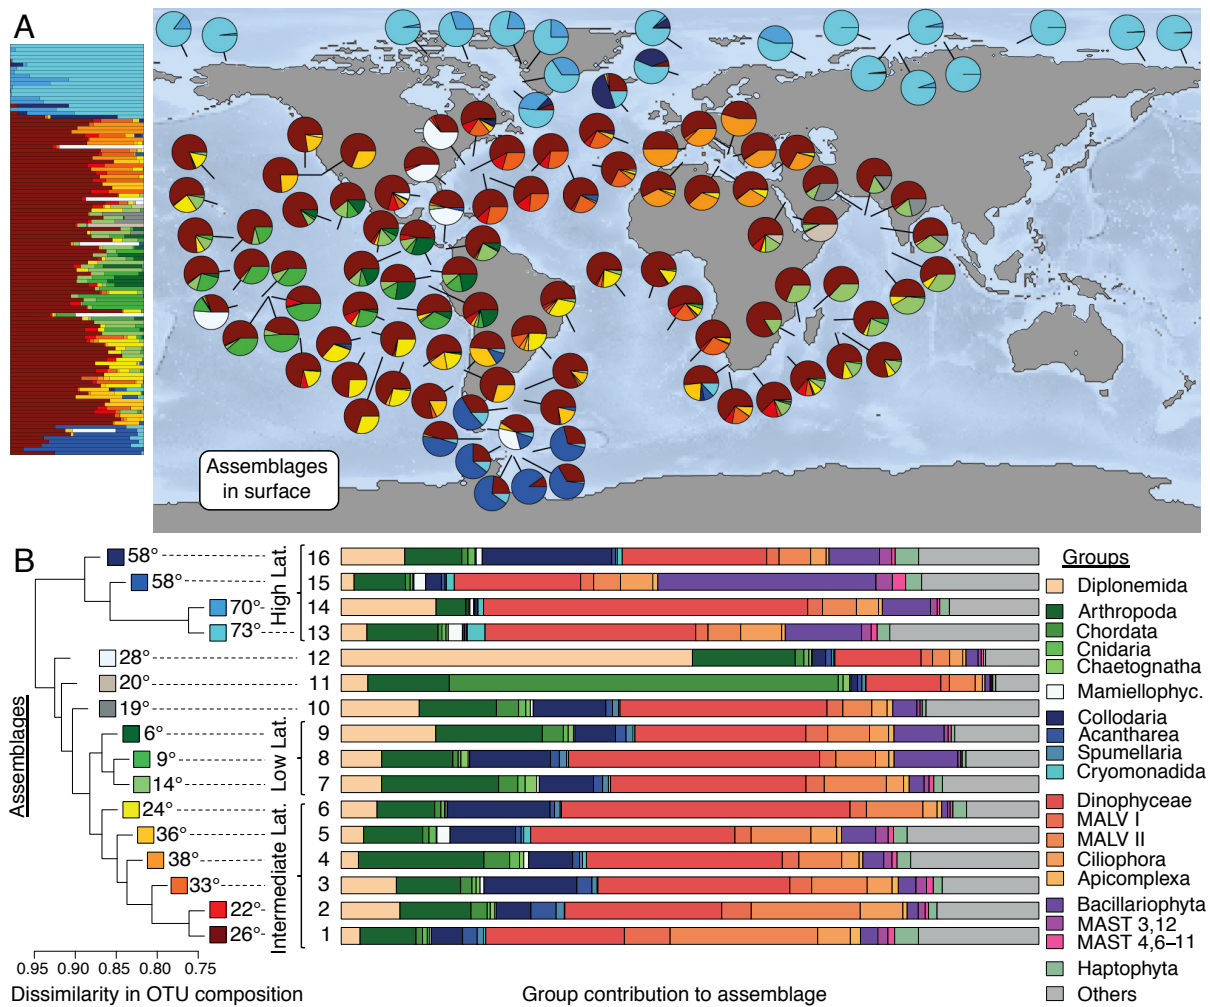 A
Assemblages
in surface
B
Assemblages
58°
58°
70°
73°
28°
20°
19°
6°
9°
14°
24°
36°
38°
33°
22°
26°
High Lat.
Low Lat.
Intermediate Lat.
16
15
14
13
12
11
10
9
8
7
6
5
4
3
2
1
Groups
Diplonemida
Arthropoda
Chordata
Cnidaria
Chaetognatha
Mamiellophyc.
Collodaria
Acantharea
Spumellaria
Cryomonadida
Dinophyceae
MALV I
MALV II
Ciliophora
Apicomplexa
Bacillariophyta
MAST 3,12
MAST 4,6–11
Haptophyta
Others
0.95 0.90 0.85 0.80 0.75
Dissimilarity in OTU composition
Group contribution to assemblage